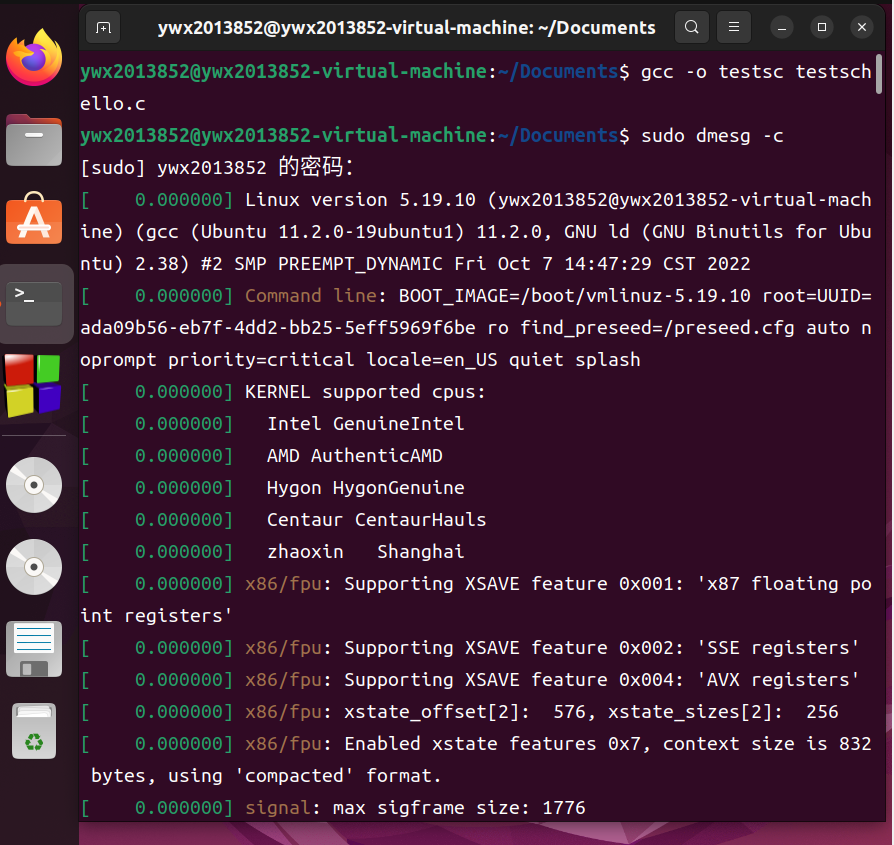 ywx2013852@ywx2013852-virtual-machine: ~/Documents
ywx2013852@ywx2013852-virtual-machine:~/Documents$ gcc -o testsc testsch
ello.c
ywx2013852@ywx2013852-virtual-machine:~/Documents$ sudo dmesg -c
[sudo] ywx2013852 的密码：
[    0.000000] Linux version 5.19.10 (ywx2013852@ywx2013852-virtual-mach
ine) (gcc (Ubuntu 11.2.0-19ubuntu1) 11.2.0, GNU ld (GNU Binutils for Ubu
ntu) 2.38) #2 SMP PREEMPT_DYNAMIC Fri Oct 7 14:47:29 CST 2022
[    0.000000] Command line: BOOT_IMAGE=/boot/vmlinuz-5.19.10 root=UUID=
ada09b56-eb7f-4dd2-bb25-5eff5969f6be ro find_preseed=/preseed.cfg auto n
oprompt priority=critical locale=en_US quiet splash
[    0.000000] KERNEL supported cpus:
[    0.000000]   Intel GenuineIntel
[    0.000000]   AMD AuthenticAMD
[    0.000000]   Hygon HygonGenuine
[    0.000000]   Centaur CentaurHauls
[    0.000000]   zhaoxin   Shanghai
[    0.000000] x86/fpu: Supporting XSAVE feature 0x001: 'x87 floating po
int registers'
[    0.000000] x86/fpu: Supporting XSAVE feature 0x002: 'SSE registers'
[    0.000000] x86/fpu: Supporting XSAVE feature 0x004: 'AVX registers'
[    0.000000] x86/fpu: xstate_offset[2]:  576, xstate_sizes[2]:  256
[    0.000000] x86/fpu: Enabled xstate features 0x7, context size is 832
 bytes, using 'compacted' format.
[    0.000000] signal: max sigframe size: 1776